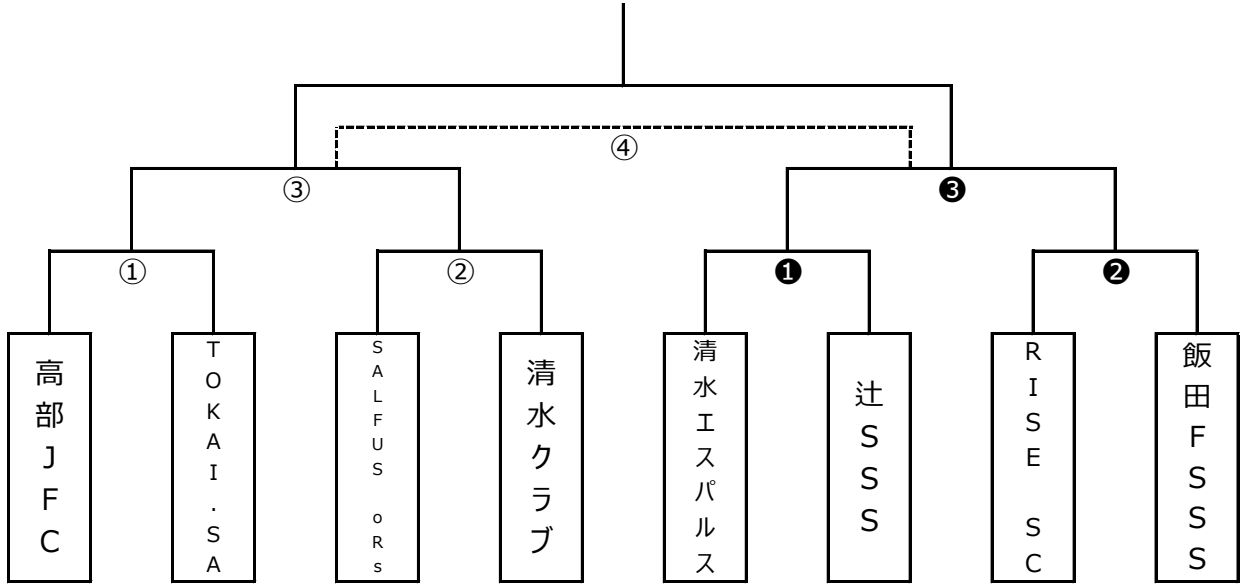 ④
③
❸
①
②
❶
❷
高部JFC
TOKAI.SA
SALFUS oRs
清水クラブ
清水エスパルス
辻SSS
RISE SC
飯田FSSS